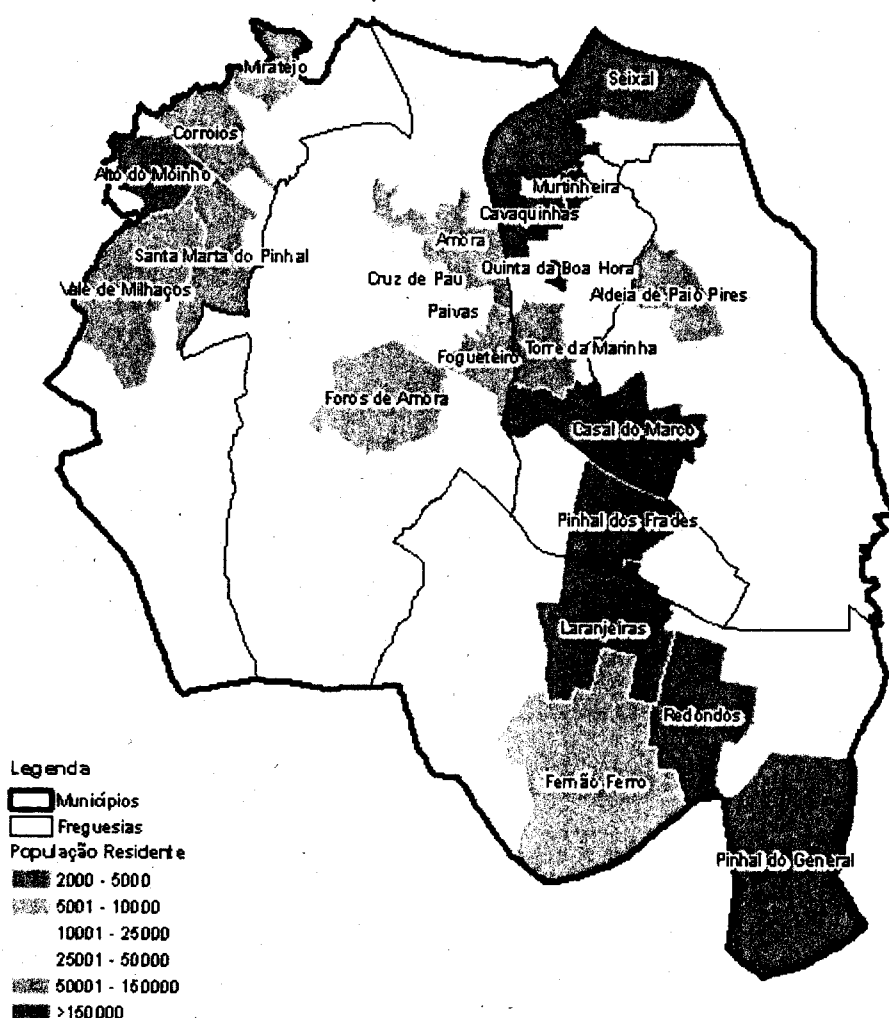 Miratejo
Seixal
Corroios
Alto do Moinho
Murtinheira
Cavaquinhas
Amora
Santa Marta do Pinhal
Quinta da Boa Hora
Cruz de Pau
Vale de Milhaços
Aldeia de Paio Pires
Paivas
Fogueteiro
Torre da Marinha
Foros de Amora
Casal do Marco
Pinhal dos Frades
Laranjeiras
Redondos
Fernão Ferro
Pinhal do General
Legenda
Municípios
Freguesias
População Residente
2000 - 5000
5001 - 10000
10001 - 25000
25001 - 50000
50001 - 150000
>150000